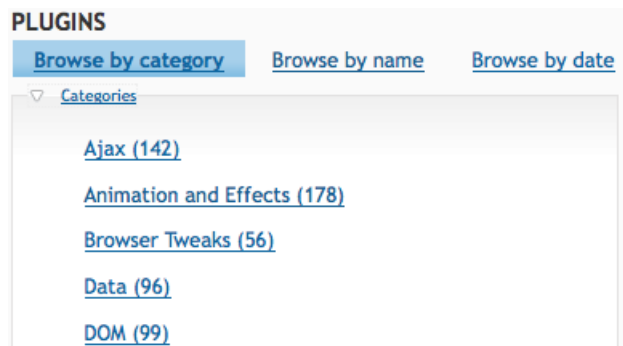 PLUGINS
Browse by category Browse by name Browse by date
Categories
Ajax (142)
Animation and Effects (178)
Browser Tweaks (56)
Data (96)
DOM (99)